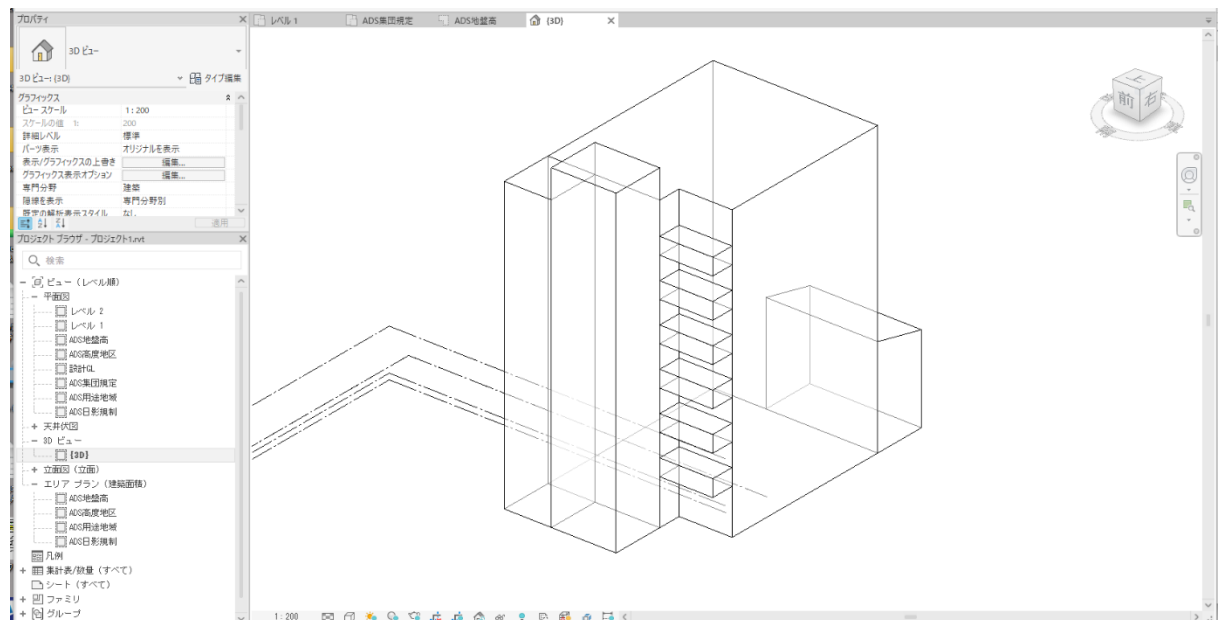 プロパティ
レベル 1
ADS集団規定
ADS地盤高
{3D}
3D ビュー
3D ビュー: {3D}
タイプ編集
グラフィックス
ビュー スケール 1 : 200
スケールの値 1: 200
詳細レベル 標準
パーツ表示 オリジナルを表示
表示/グラフィックスの上書き 編集...
グラフィックス表示オプション 編集...
専門分野 建築
隠線を表示 専門分野別
既定の解析表示スタイル なし
適用
プロジェクト ブラウザ - プロジェクト1.rvt
検索
ビュー (レベル順)
平面図
レベル 2
レベル 1
ADS地盤高
ADS高度地区
設計GL
ADS集団規定
ADS用途地域
ADS日影規制
天井伏図
3D ビュー
{3D}
立面図 (立面)
エリア プラン (建築面積)
ADS地盤高
ADS高度地区
ADS用途地域
ADS日影規制
凡例
集計表/数量 (すべて)
シート (すべて)
ファミリ
グループ
上
前
右
1 : 200